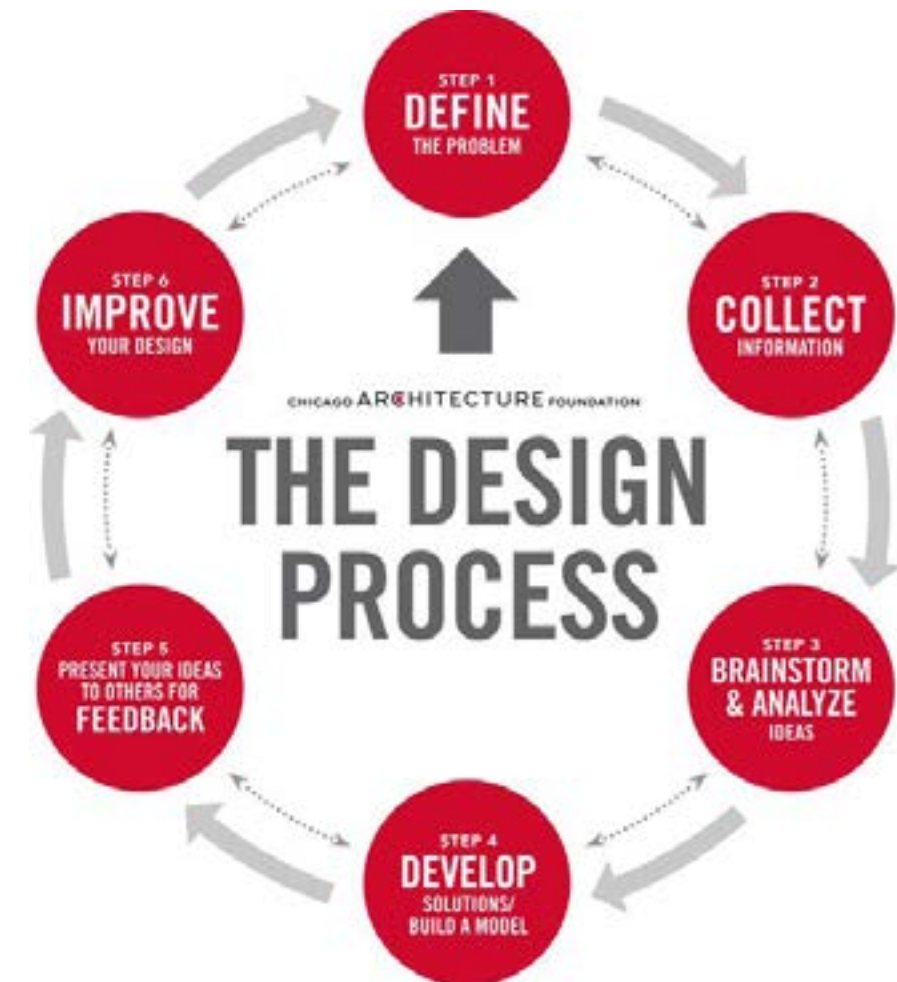 STEP 1
DEFINE
THE PROBLEM
STEP 2
COLLECT
INFORMATION
STEP 3
BRAINSTORM
& ANALYZE
IDEAS
STEP 4
DEVELOP
SOLUTIONS/
BUILD A MODEL
STEP 5
PRESENT YOUR IDEAS
TO OTHERS FOR
FEEDBACK
STEP 6
IMPROVE
YOUR DESIGN
CHICAGO ARCHITECTURE FOUNDATION
THE DESIGN
PROCESS